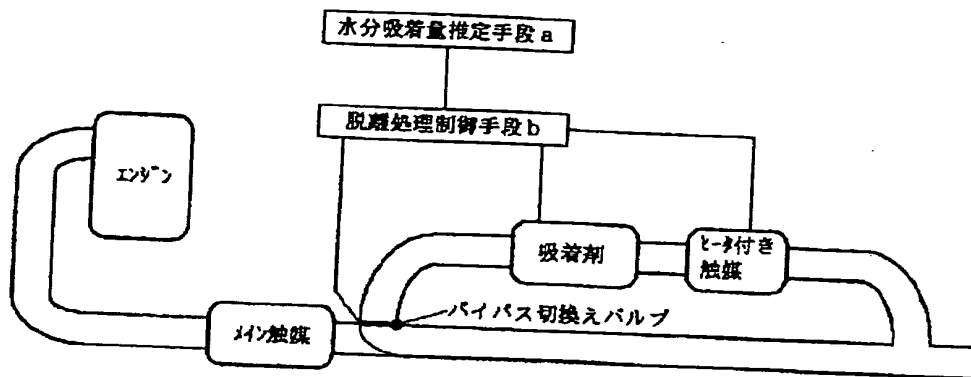 水分吸着量推定手段a
脱離処理制御手段b
エンジン
吸着剤
ヒータ付き
触媒
バイパス切換えバルブ
メイン触媒